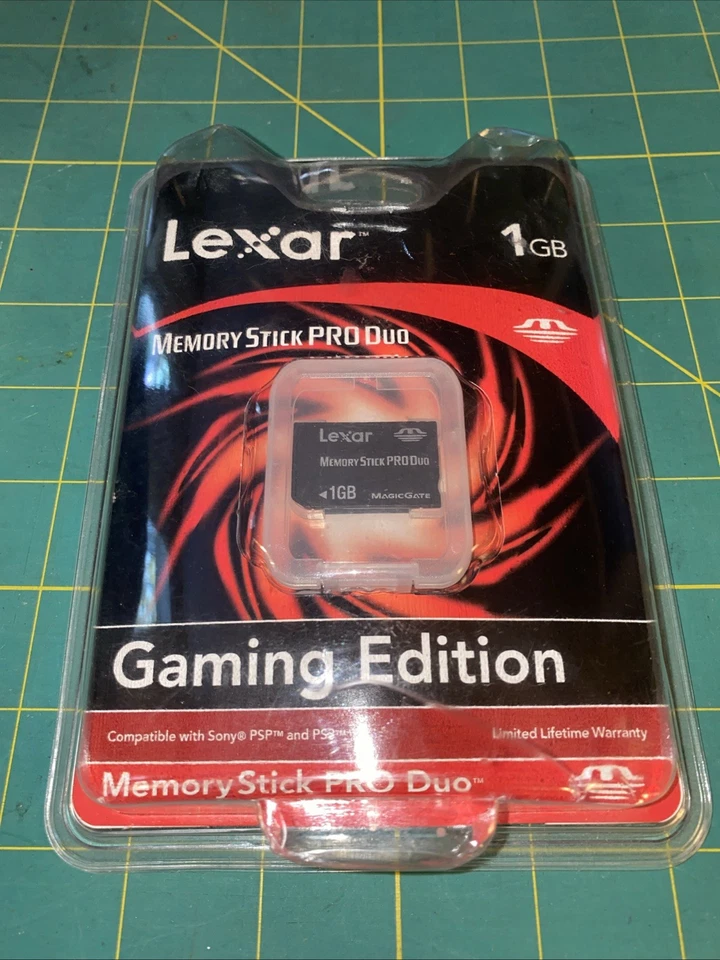 Lexar™
1GB
MEMORY STICK PRO DUO
Lexar
MEMORY STICK PRO DUO
◄1GB MAGICGATE
Gaming Edition
Compatible with Sony® PSP™ and PS3™ Limited Lifetime Warranty
Memory Stick PRO Duo™